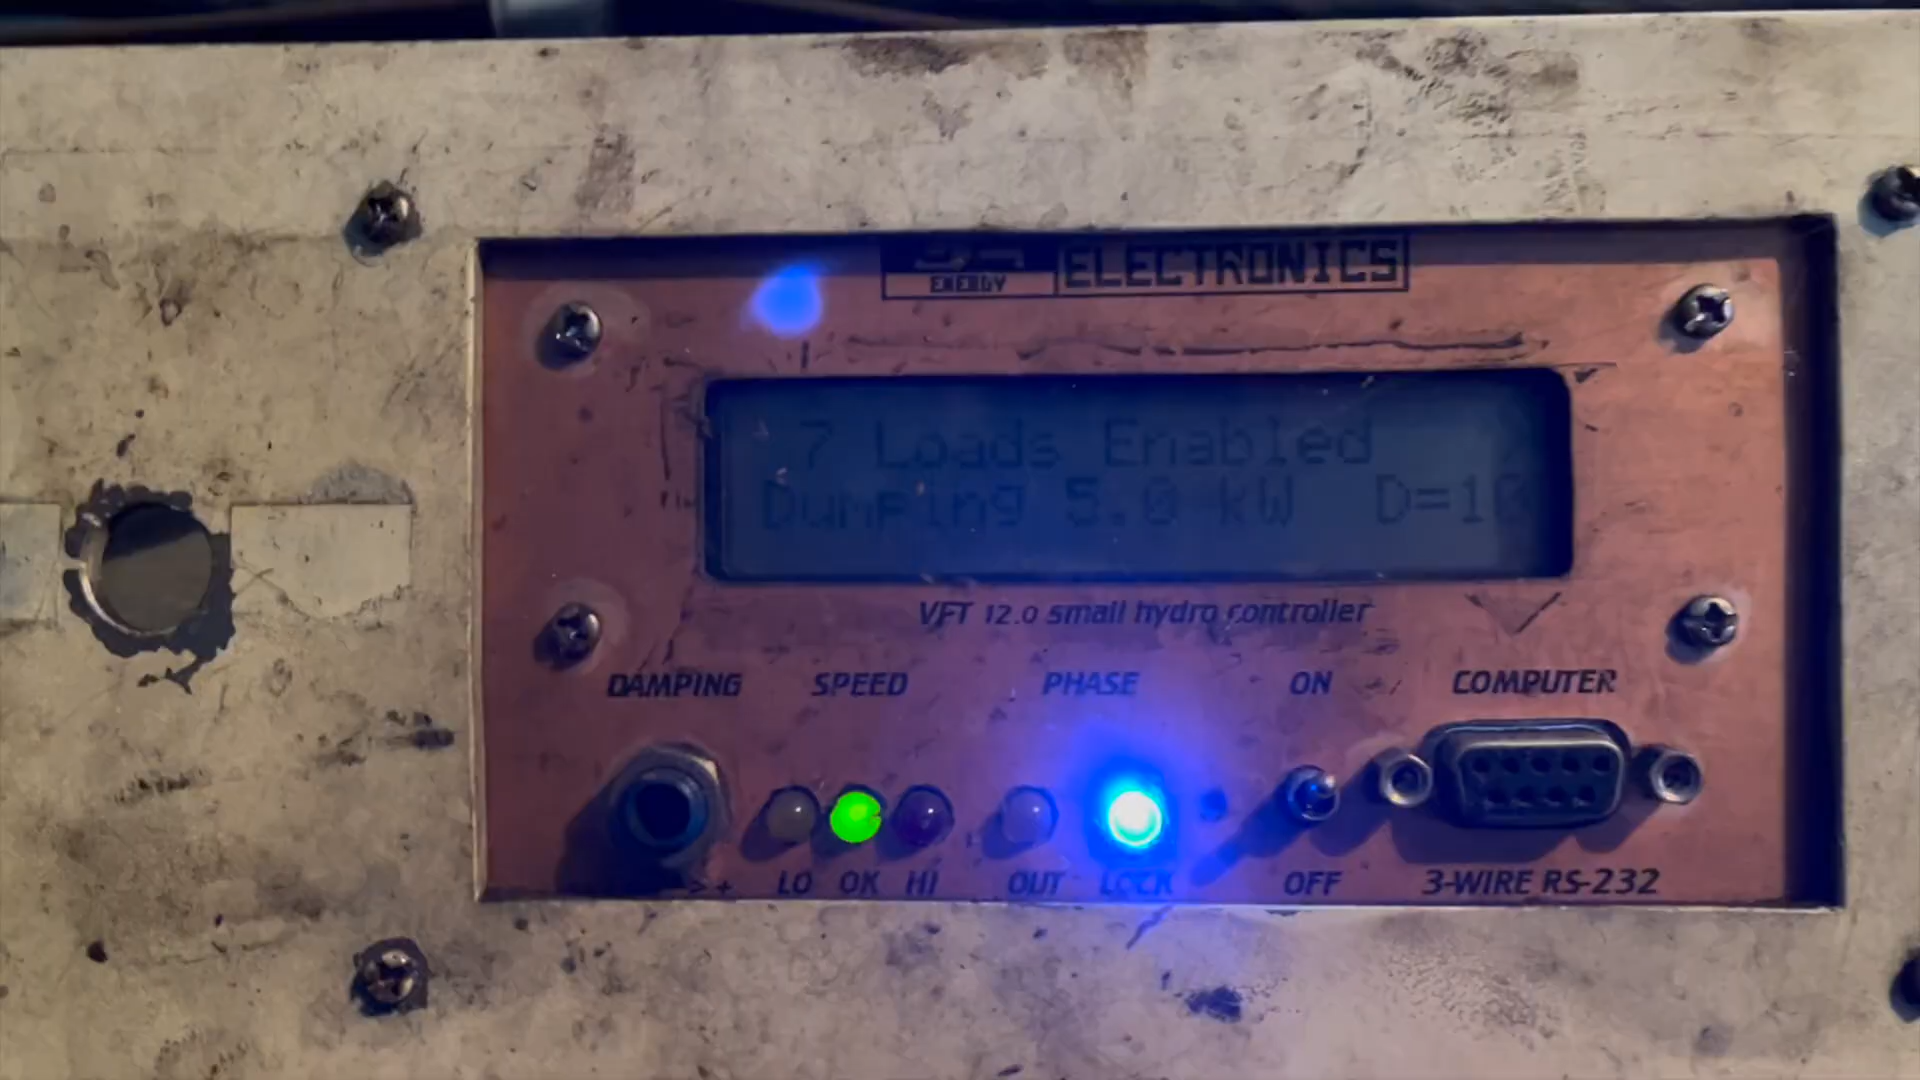 ENERGY
ELECTRONICS
7 Loads Enabled
Dumping 5.0 kW D=10
VFT 12.0 small hydro controller
DAMPING SPEED PHASE ON COMPUTER
> + LO OK HI OUT LOCK OFF 3-WIRE RS-232